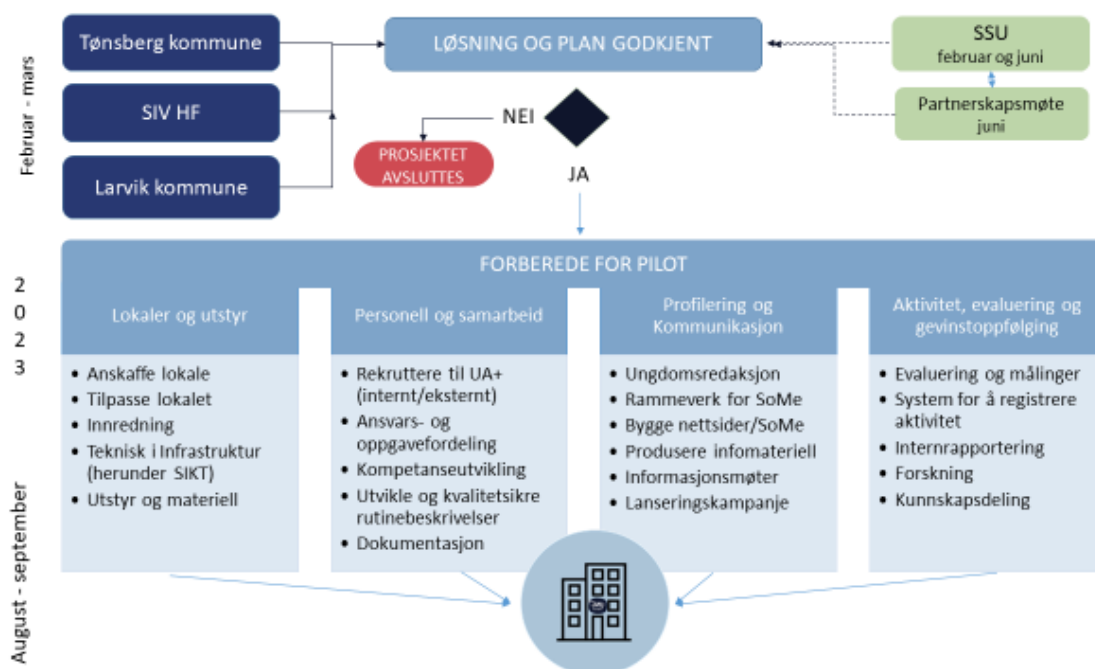 Februar - mars
Tønsberg kommune
SIV HF
Larvik kommune
LØSNING OG PLAN GODKJENT
NEI
PROSJEKTET
AVSLUTTES
JA
SSU
februar og juni
Partnerskapsmøte
juni
2
0
2
3
August - september
FORBEREDE FOR PILOT
Lokaler og utstyr
• Anskaffe lokale
• Tilpasse lokalet
• Innredning
• Teknisk i Infrastruktur
(herunder SIKT)
• Utstyr og materiell
Personell og samarbeid
• Rekruttere til UA+
(internt/eksternt)
• Ansvars- og
oppgavefordeling
• Kompetanseutvikling
• Utvikle og kvalitetsikre
rutinebeskrivelser
• Dokumentasjon
Profilering og
Kommunikasjon
• Ungdomsredaksjon
• Rammeverk for SoMe
• Bygge nettsider/SoMe
• Produsere infomateriell
• Informasjonsmøter
• Lanseringskampanje
Aktivitet, evaluering og
gevinstoppfølging
• Evaluering og målinger
• System for å registrere
aktivitet
• Internrapportering
• Forskning
• Kunnskapsdeling